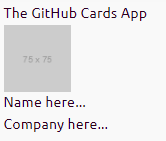 The GitHub Cards App
75 x 75
Name here...
Company here...